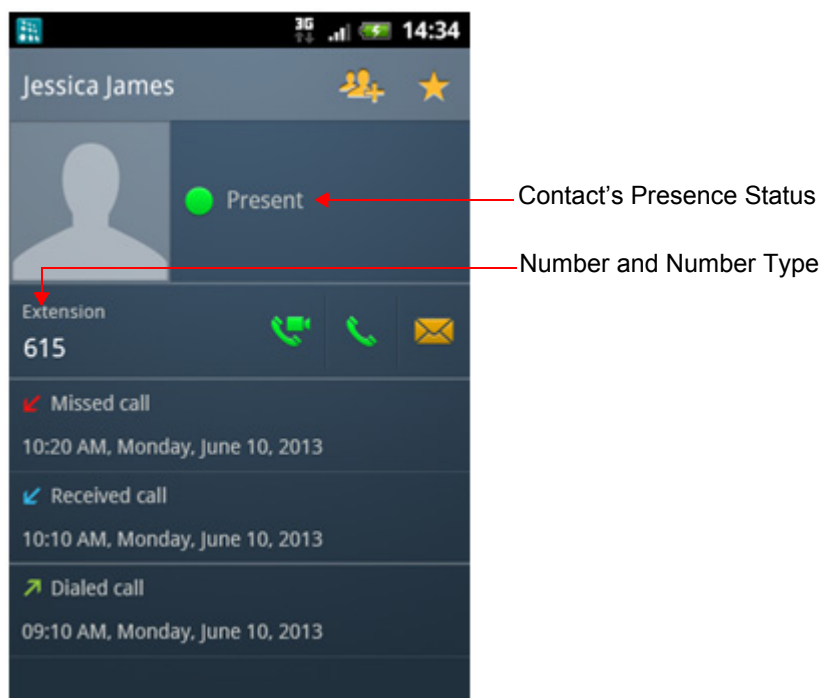 3G 14:34
Jessica James
Present
Contact's Presence Status
Number and Number Type
Extension
615
Missed call
10:20 AM, Monday, June 10, 2013
Received call
10:10 AM, Monday, June 10, 2013
Dialed call
09:10 AM, Monday, June 10, 2013